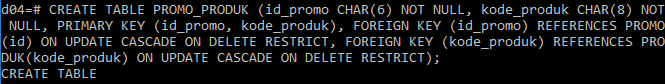 d04=# CREATE TABLE PROMO_PRODUK (id_promo CHAR(6) NOT NULL, kode_produk CHAR(8) NOT
NULL, PRIMARY KEY (id_promo, kode_produk), FOREIGN KEY (id_promo) REFERENCES PROMO
(id) ON UPDATE CASCADE ON DELETE RESTRICT, FOREIGN KEY (kode_produk) REFERENCES PRO
DUK(kode_produk) ON UPDATE CASCADE ON DELETE RESTRICT);
CREATE TABLE